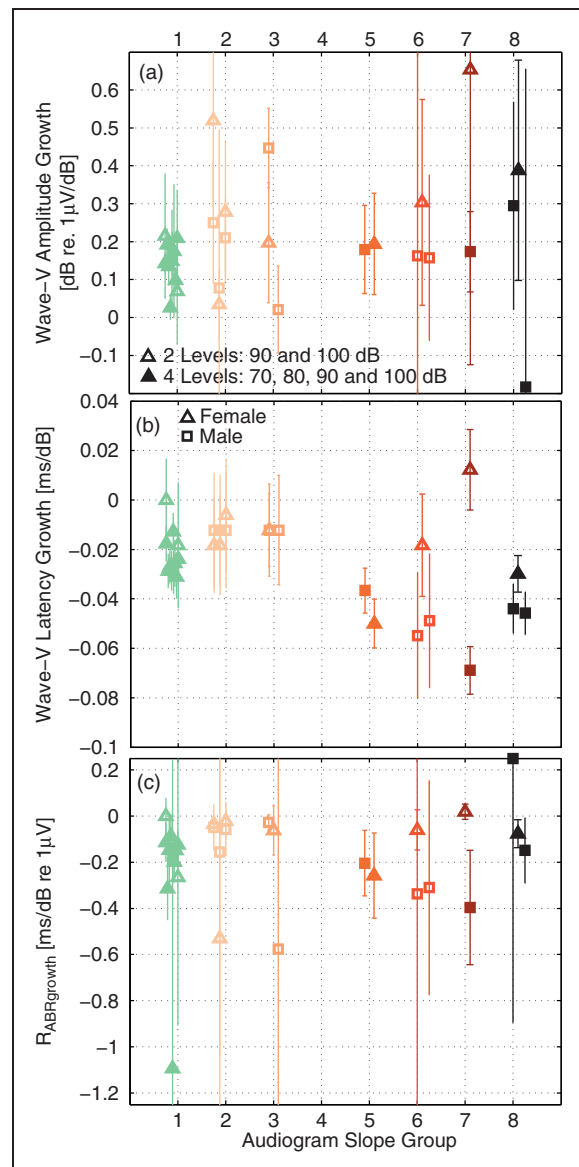 1 2 3 4 5 6 7 8
(a)
0.6
0.5
0.4
0.3
0.2
0.1
0
−0.1
Wave−V Amplitude Growth
[dB re. 1μV/dB]
2 Levels: 90 and 100 dB
4 Levels: 70, 80, 90 and 100 dB
(b)
Female
Male
0.04
0.02
0
−0.02
−0.04
−0.06
−0.08
−0.1
Wave−V Latency Growth [ms/dB]
(c)
0.2
0
−0.2
−0.4
−0.6
−0.8
−1
−1.2
R_ABRgrowth [ms/dB re 1μV]
1 2 3 4 5 6 7 8
Audiogram Slope Group